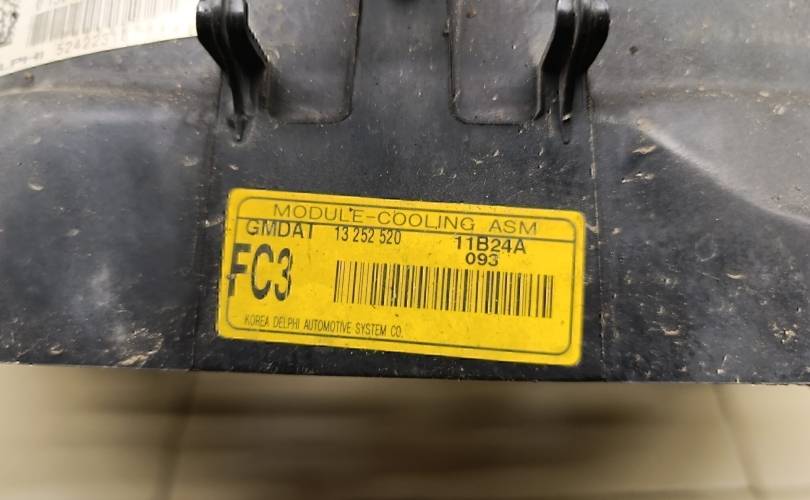 MODULE-COOLING ASM
GMDAT 13 252 520 11B24A
093
FC3
KOREA DELPHI AUTOMOTIVE SYSTEM CO.